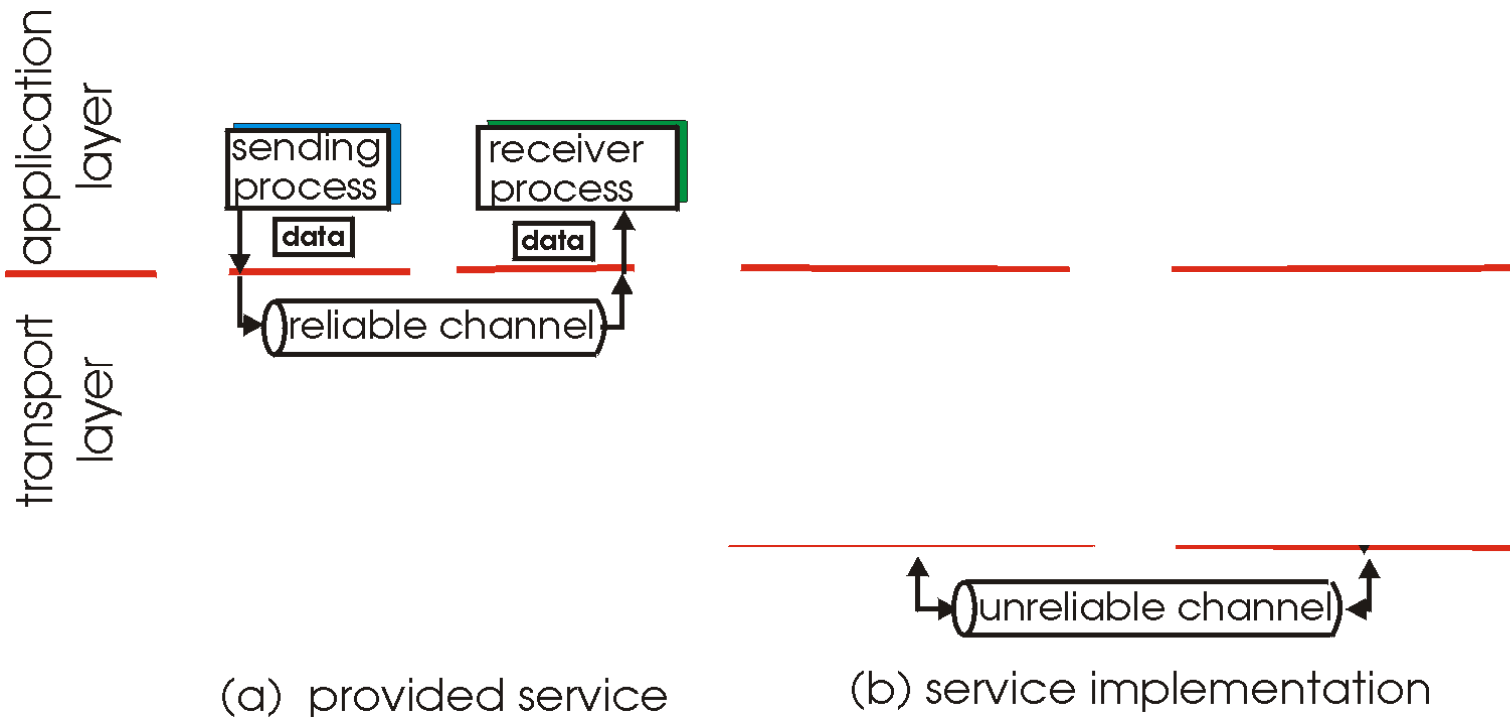 application
layer
transport
layer
sending
process
data
receiver
process
data
reliable channel
unreliable channel
(a) provided service
(b) service implementation